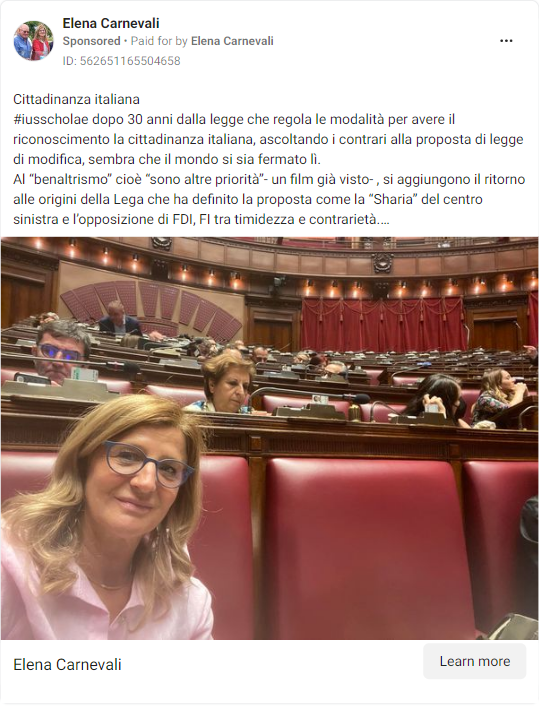 Elena Carnevali
Sponsored • Paid for by Elena Carnevali
ID: 562651165504658
Cittadinanza italiana
#iusscholae dopo 30 anni dalla legge che regola le modalità per avere il
riconoscimento la cittadinanza italiana, ascoltando i contrari alla proposta di legge
di modifica, sembra che il mondo si sia fermato lì.
Al “benaltrismo” cioè “sono altre priorità”- un film già visto- , si aggiungono il ritorno
alle origini della Lega che ha definito la proposta come la “Sharia” del centro
sinistra e l’opposizione di FDI, FI tra timidezza e contrarietà....
Elena Carnevali
Learn more